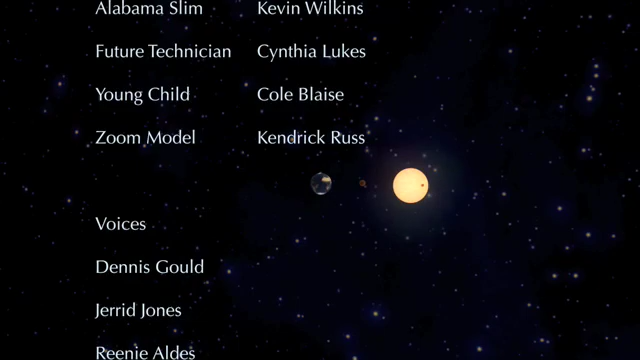 Alabama Slim Kevin Wilkins
Future Technician Cynthia Lukes
Young Child Cole Blaise
Zoom Model Kendrick Russ
Voices
Dennis Gould
Jerrid Jones
Reenie Aldes